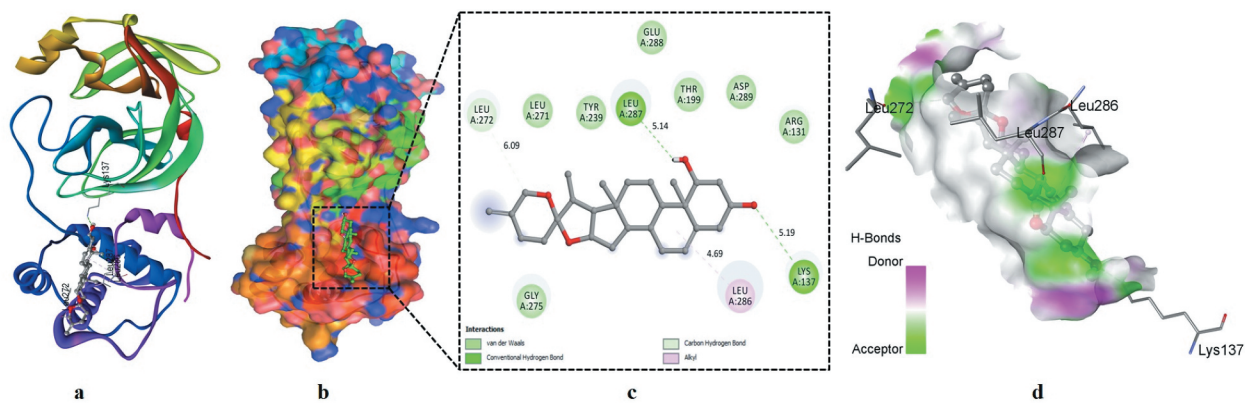 Lys137
GLU
A:288
LEU
A:272
LEU
A:271
TYR
A:239
LEU
A:287
THR
A:199
ASP
A:289
ARG
A:131
5.14
6.09
5.19
4.69
GLY
A:275
LEU
A:286
LYS
A:137
Interactions
van der Waals
Conventional Hydrogen Bond
Carbon Hydrogen Bond
Alkyl
Leu272
Leu286
Leu287
H-Bonds
Donor
Acceptor
Lys137
a
b
c
d